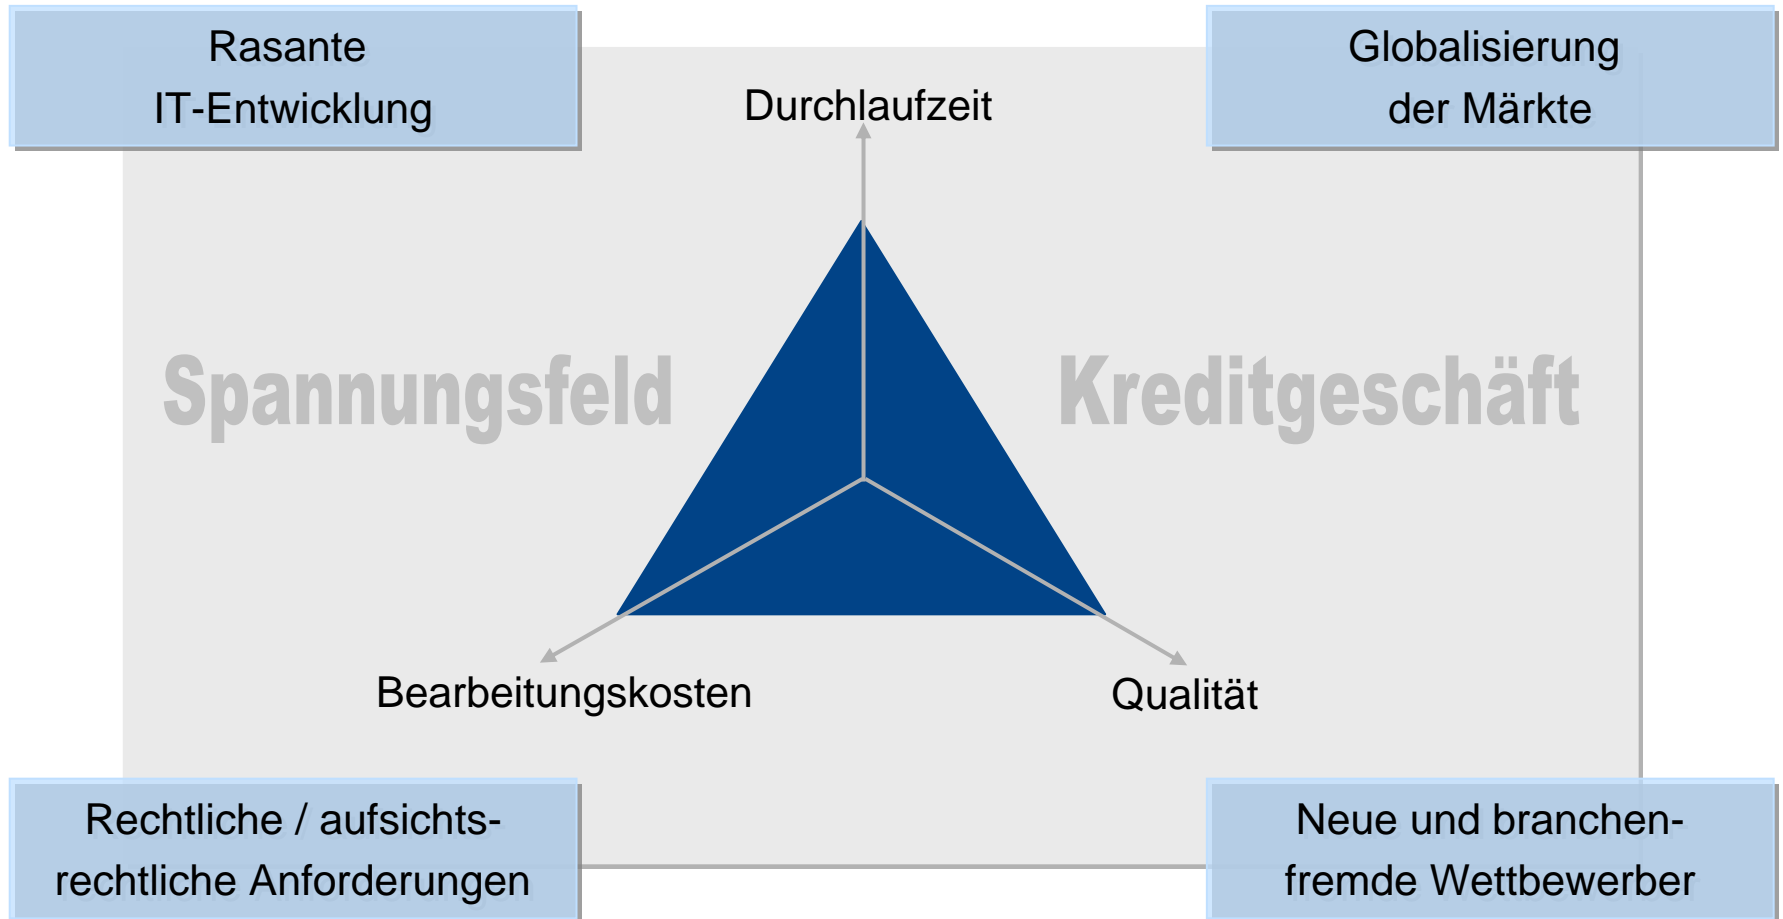 Rasante
IT-Entwicklung
Globalisierung
der Märkte
Durchlaufzeit
Spannungsfeld
Kreditgeschäft
Bearbeitungskosten
Qualität
Rechtliche / aufsichts-
rechtliche Anforderungen
Neue und branchen-
fremde Wettbewerber